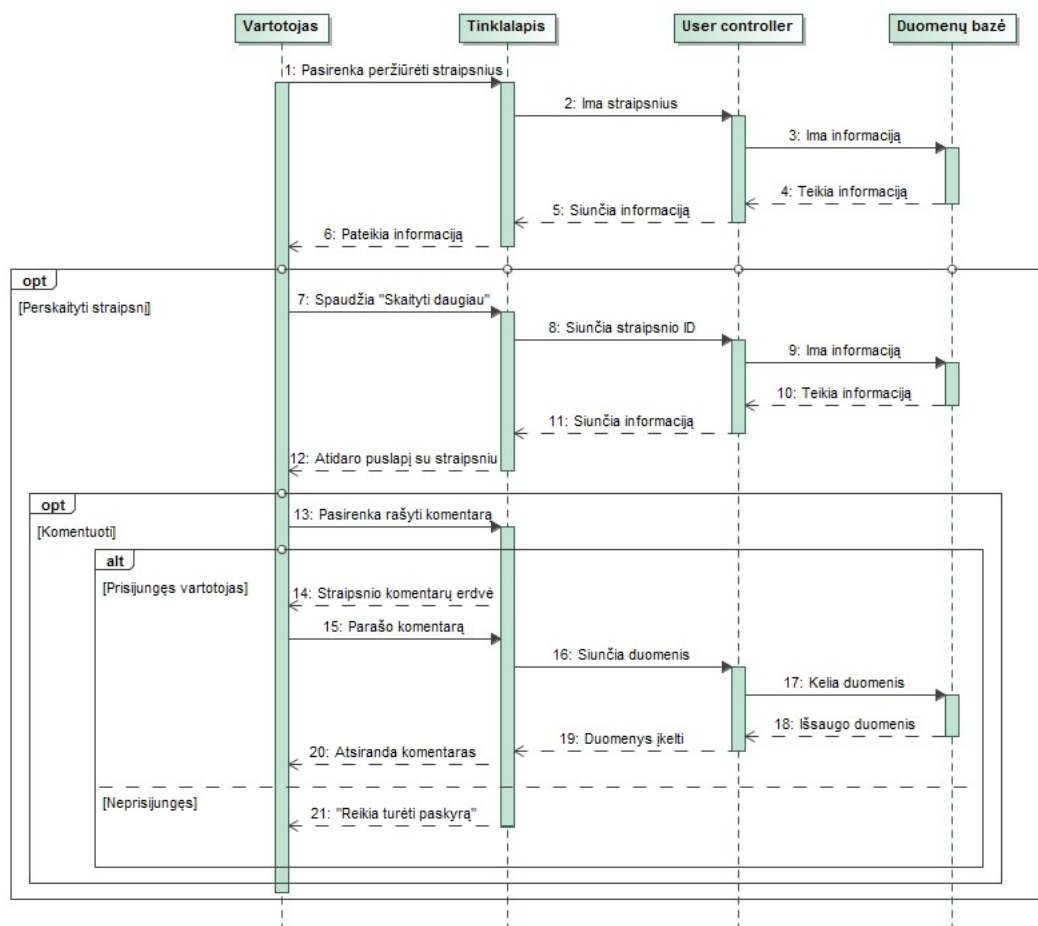 Vartotojas
Tinklalapis
User controller
Duomenų bazė
1: Pasirenka peržiūrėti straipsnius
2: Ima straipsnius
3: Ima informaciją
4: Teikia informaciją
5: Siunčia informaciją
6: Pateikia informaciją
opt
[Perskaityti straipsnį]
7: Spaudžia "Skaityti daugiau"
8: Siunčia straipsnio ID
9: Ima informaciją
10: Teikia informaciją
11: Siunčia informaciją
12: Atidaro puslapį su straipsniu
opt
[Komentuoti]
13: Pasirenka rašyti komentarą
alt
[Prisijungęs vartotojas]
14: Straipsnio komentarų erdvė
15: Parašo komentarą
16: Siunčia duomenis
17: Kelia duomenis
18: Išsaugo duomenis
19: Duomenys įkelti
20: Atsiranda komentaras
[Neprisijungęs]
21: "Reikia turėti paskyrą"